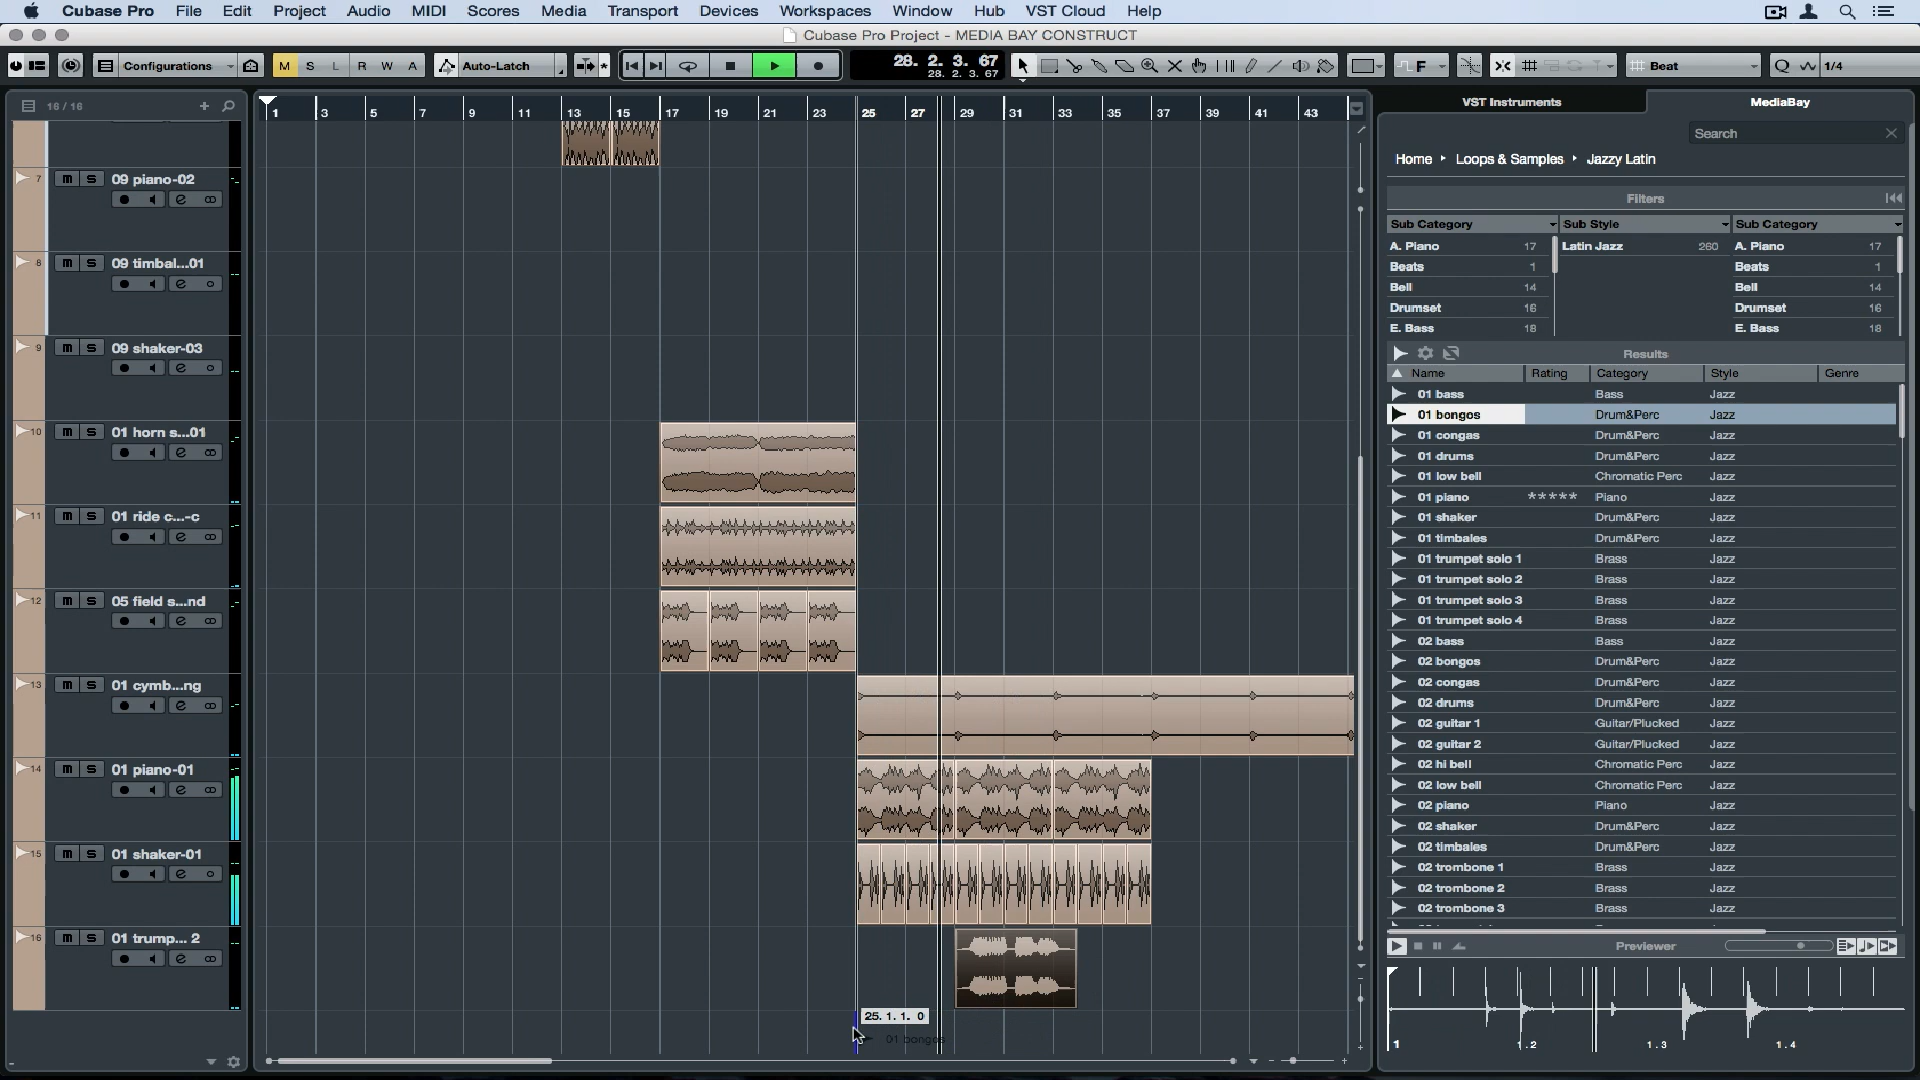 Cubase Pro File Edit Project Audio MIDI Scores Media Transport Devices Workspaces Window Hub VST Cloud Help
Cubase Pro Project - MEDIA BAY CONSTRUCT
Configurations M S L R W A Auto-Latch 28. 2. 3. 67 F Beat Q 1/4
28. 2. 3. 67
16 / 16
1 3 5 7 9 11 13 15 17 19 21 23 25 27 29 31 33 35 37 39 41 43
7 m S 09 piano-02
8 m S 09 timbal...01
9 m S 09 shaker-03
10 m S 01 horn s...01
11 m S 01 ride c...-c
12 m S 05 field s...nd
13 m S 01 cymb...ng
14 m S 01 piano-01
15 m S 01 shaker-01
16 m S 01 trump... 2
25. 1. 1. 0
01 bongos
VST Instruments MediaBay
Search
Home Loops & Samples Jazzy Latin
Filters
Sub Category Sub Style Sub Category
A. Piano 17 Latin Jazz 260 A. Piano 17
Beats 1 Beats 1
Bell 14 Bell 14
Drumset 16 Drumset 16
E. Bass 18 E. Bass 18
Results
Name Rating Category Style Genre
01 bass Bass Jazz
01 bongos Drum&Perc Jazz
01 congas Drum&Perc Jazz
01 drums Drum&Perc Jazz
01 low bell Chromatic Perc Jazz
01 piano ***** Piano Jazz
01 shaker Drum&Perc Jazz
01 timbales Drum&Perc Jazz
01 trumpet solo 1 Brass Jazz
01 trumpet solo 2 Brass Jazz
01 trumpet solo 3 Brass Jazz
01 trumpet solo 4 Brass Jazz
02 bass Bass Jazz
02 bongos Drum&Perc Jazz
02 congas Drum&Perc Jazz
02 drums Drum&Perc Jazz
02 guitar 1 Guitar/Plucked Jazz
02 guitar 2 Guitar/Plucked Jazz
02 hi bell Chromatic Perc Jazz
02 low bell Chromatic Perc Jazz
02 piano Piano Jazz
02 shaker Drum&Perc Jazz
02 timbales Drum&Perc Jazz
02 trombone 1 Brass Jazz
02 trombone 2 Brass Jazz
02 trombone 3 Brass Jazz
Previewer
1 1.2 1.3 1.4